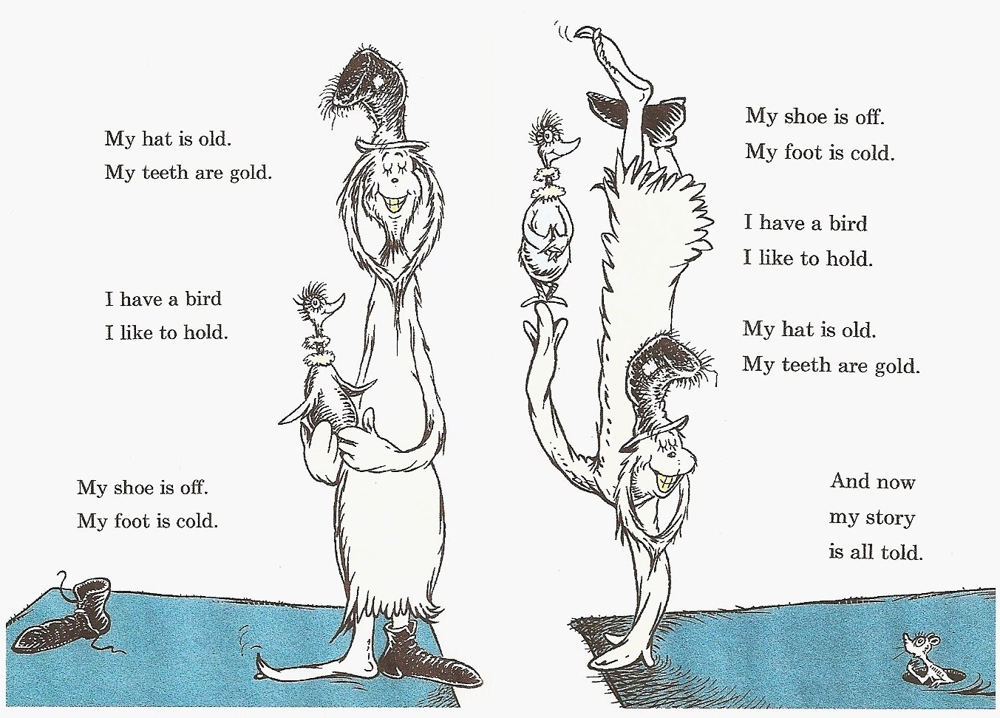 My hat is old.
My teeth are gold.
I have a bird
I like to hold.
My shoe is off.
My foot is cold.
My shoe is off.
My foot is cold.
I have a bird
I like to hold.
My hat is old.
My teeth are gold.
And now
my story
is all told.